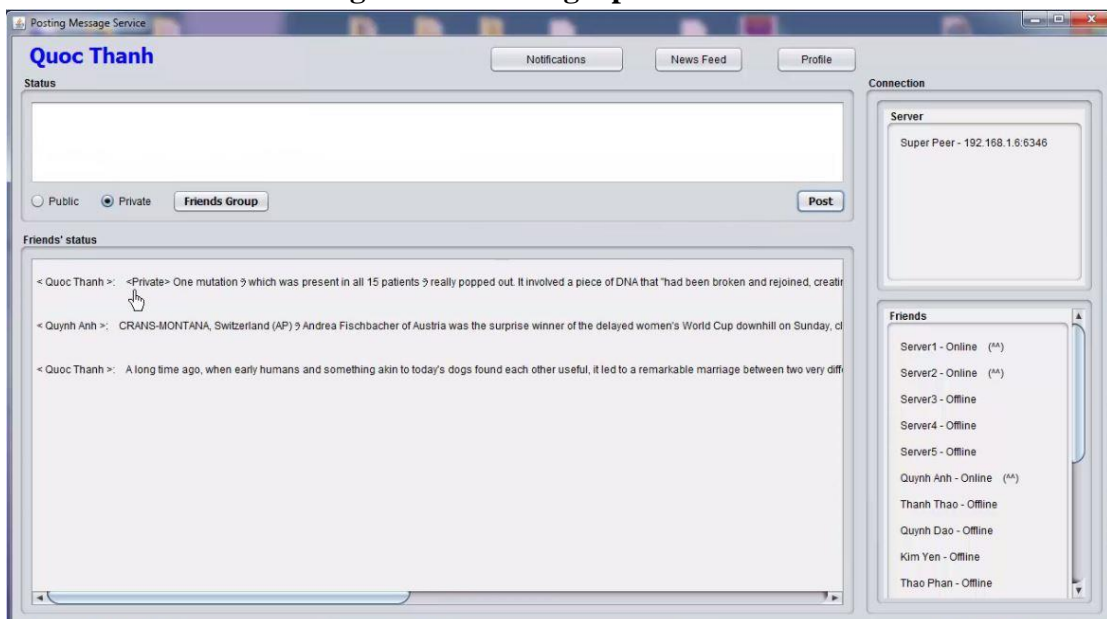 Posting Message Service
Quoc Thanh
Notifications
News Feed
Profile
Status
Public
Private
Friends Group
Post
Friends' status
< Quoc Thanh >: <Private> One mutation ﾗ which was present in all 15 patients ﾗ really popped out. It involved a piece of DNA that "had been broken and rejoined, creatin
< Quynh Anh >: CRANS-MONTANA, Switzerland (AP) ﾗ Andrea Fischbacher of Austria was the surprise winner of the delayed women's World Cup downhill on Sunday, cl
< Quoc Thanh >: A long time ago, when early humans and something akin to today's dogs found each other useful, it led to a remarkable marriage between two very diffe
Connection
Server
Super Peer - 192.168.1.6:6346
Friends
Server1 - Online (^^)
Server2 - Online (^^)
Server3 - Offline
Server4 - Offline
Server5 - Offline
Quynh Anh - Online (^^)
Thanh Thao - Offline
Quynh Dao - Offline
Kim Yen - Offline
Thao Phan - Offline